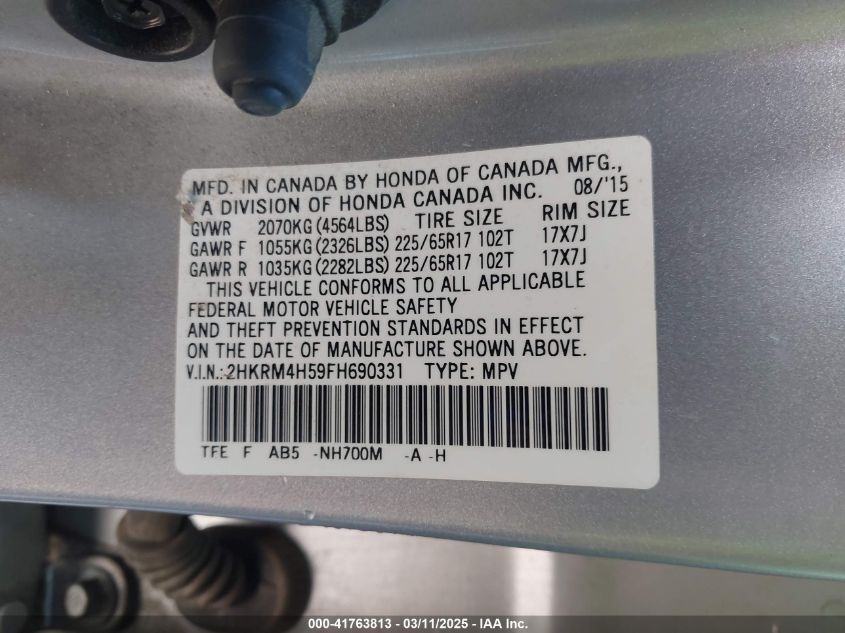 MFD. IN CANADA BY HONDA OF CANADA MFG.,
A DIVISION OF HONDA CANADA INC. 08/'15
GVWR 2070KG (4564LBS) TIRE SIZE RIM SIZE
GAWR F 1055KG (2326LBS) 225/65R17 102T 17X7J
GAWR R 1035KG (2282LBS) 225/65R17 102T 17X7J
THIS VEHICLE CONFORMS TO ALL APPLICABLE
FEDERAL MOTOR VEHICLE SAFETY
AND THEFT PREVENTION STANDARDS IN EFFECT
ON THE DATE OF MANUFACTURE SHOWN ABOVE.
V.I.N.: 2HKRM4H59FH690331 TYPE: MPV
TFE F AB5 -NH700M -A -H
000-41763813 - 03/11/2025 - IAA Inc.